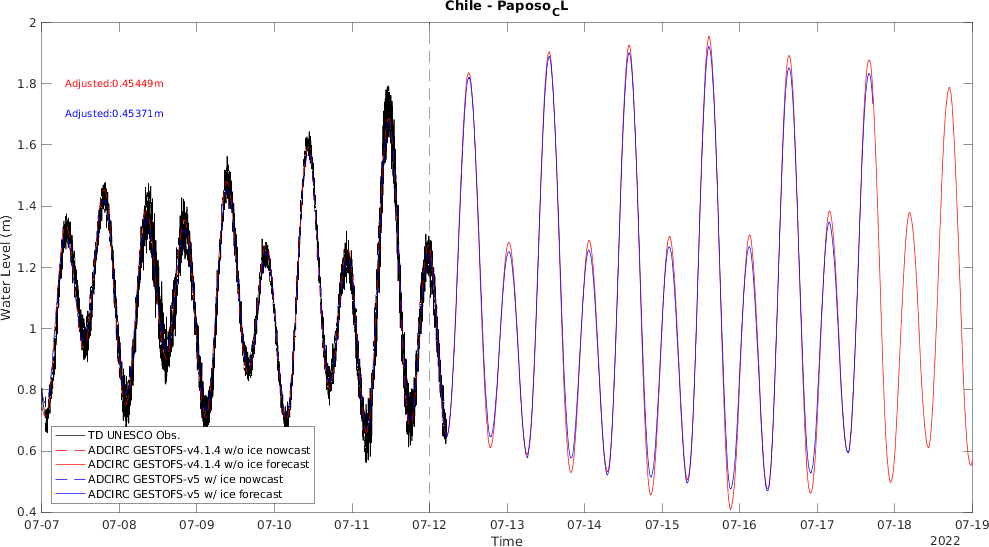 Chile - PaposoCL
2
1.8
1.6
1.4
1.2
1
0.8
0.6
0.4
Water Level (m)
Adjusted:0.45449m
Adjusted:0.45371m
TD UNESCO Obs.
ADCIRC GESTOFS-v4.1.4 w/o ice nowcast
ADCIRC GESTOFS-v4.1.4 w/o ice forecast
ADCIRC GESTOFS-v5 w/ ice nowcast
ADCIRC GESTOFS-v5 w/ ice forecast
07-07 07-08 07-09 07-10 07-11 07-12 07-13 07-14 07-15 07-16 07-17 07-18 07-19
Time
2022